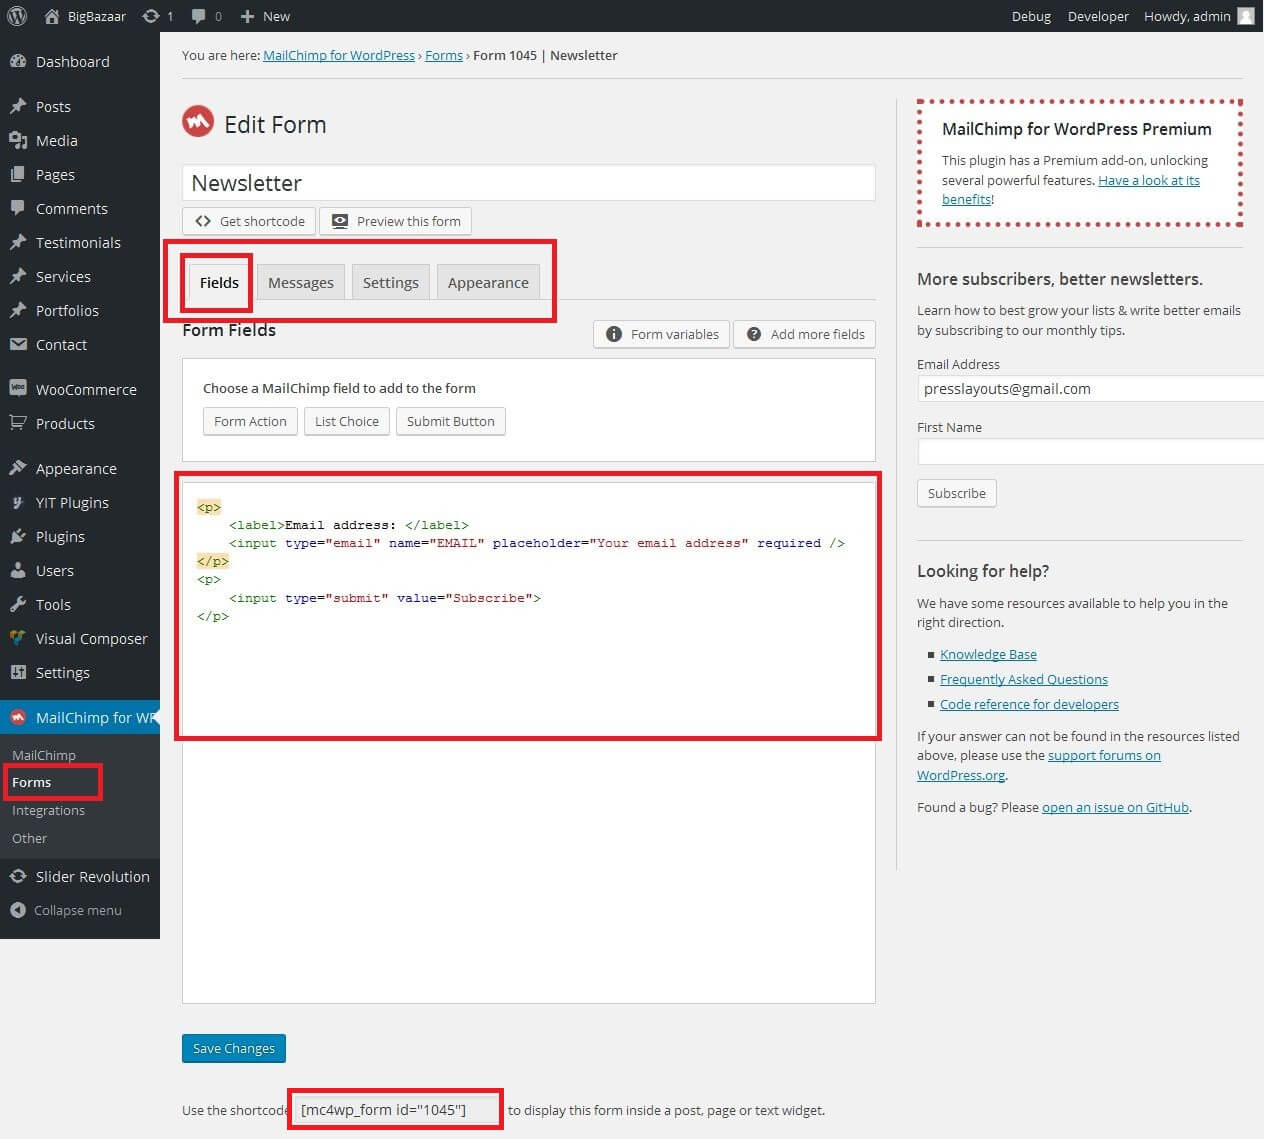 BigBazaar 1 0 New Debug Developer Howdy, admin
Dashboard
Posts
Media
Pages
Comments
Testimonials
Services
Portfolios
Contact
WooCommerce
Products
Appearance
YIT Plugins
Plugins
Users
Tools
Visual Composer
Settings
MailChimp for WP
MailChimp
Forms
Integrations
Other
Slider Revolution
Collapse menu
You are here: MailChimp for WordPress › Forms › Form 1045 | Newsletter
Edit Form
Newsletter
Get shortcode Preview this form
Fields Messages Settings Appearance
Form Fields
Form variables Add more fields
Choose a MailChimp field to add to the form
Form Action List Choice Submit Button
<p>
    <label>Email address: </label>
    <input type="email" name="EMAIL" placeholder="Your email address" required />
</p>
<p>
    <input type="submit" value="Subscribe">
</p>
Save Changes
Use the shortcode [mc4wp_form id="1045"] to display this form inside a post, page or text widget.
MailChimp for WordPress Premium
This plugin has a Premium add-on, unlocking
several powerful features. Have a look at its
benefits!
More subscribers, better newsletters.
Learn how to best grow your lists & write better emails
by subscribing to our monthly tips.
Email Address
presslayouts@gmail.com
First Name
Subscribe
Looking for help?
We have some resources available to help you in the
right direction.
Knowledge Base
Frequently Asked Questions
Code reference for developers
If your answer can not be found in the resources listed
above, please use the support forums on
WordPress.org.
Found a bug? Please open an issue on GitHub.